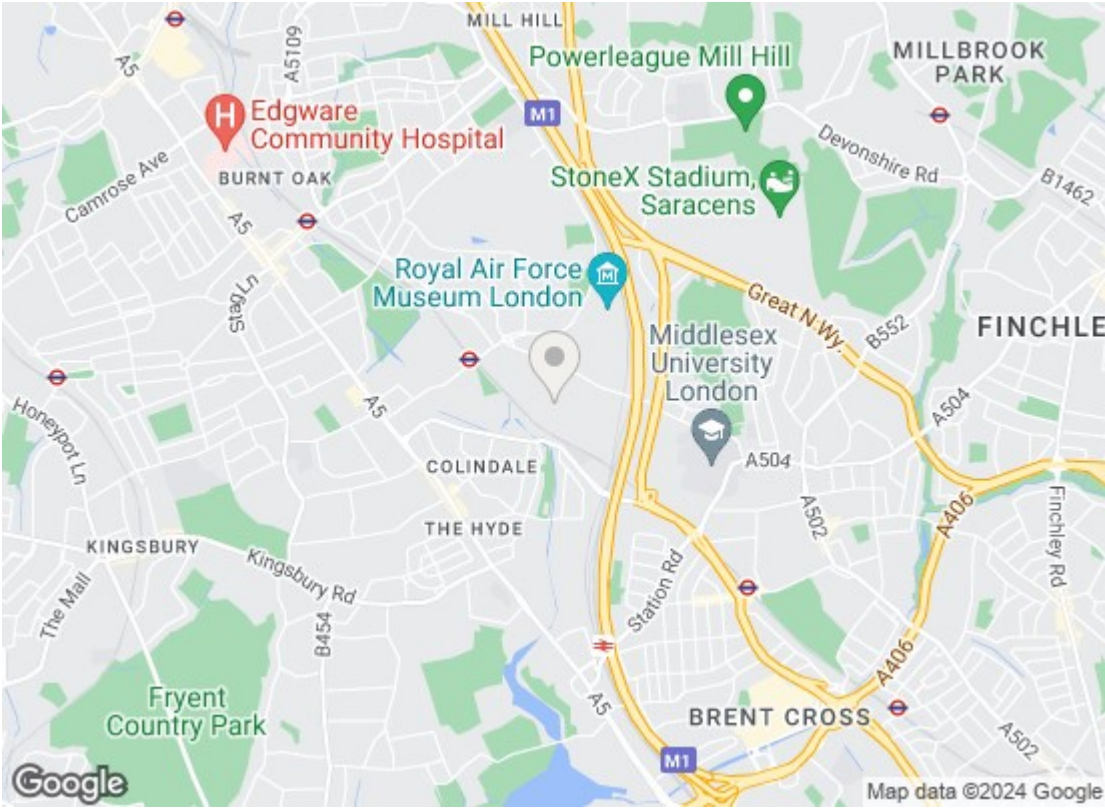 MILL HILL
A5
A5109
Powerleague Mill Hill
MILLBROOK
PARK
Edgware
Community Hospital
H
M1
Devonshire Rd
Camrose Ave
BURNT OAK
StoneX Stadium,
Saracens
B1462
A5
Stag Ln
Royal Air Force
Museum London
M
Great N Wy.
B552
FINCHLE
Middlesex
University
London
A5
Honeypot Ln
A504
COLINDALE
A504
A502
A406
THE HYDE
Finchley Rd
KINGSBURY
Kingsbury Rd
The Mall
B454
Station Rd
A406
Fryent
Country Park
A5
BRENT CROSS
A502
M1
Google
Map data ©2024 Google